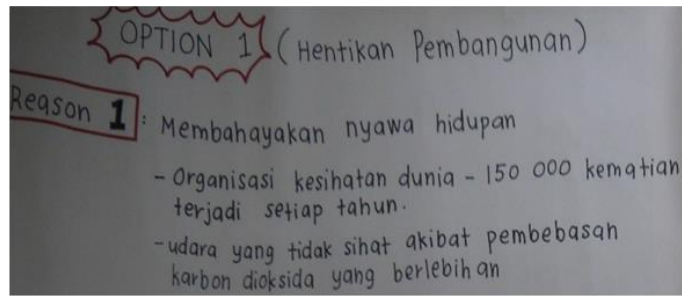 OPTION 1 (Hentikan Pembangunan)
Reason 1 : Membahayakan nyawa hidupan
- Organisasi kesihatan dunia - 150 000 kematian
terjadi setiap tahun.
- udara yang tidak sihat akibat pembebasan
karbon dioksida yang berlebihan